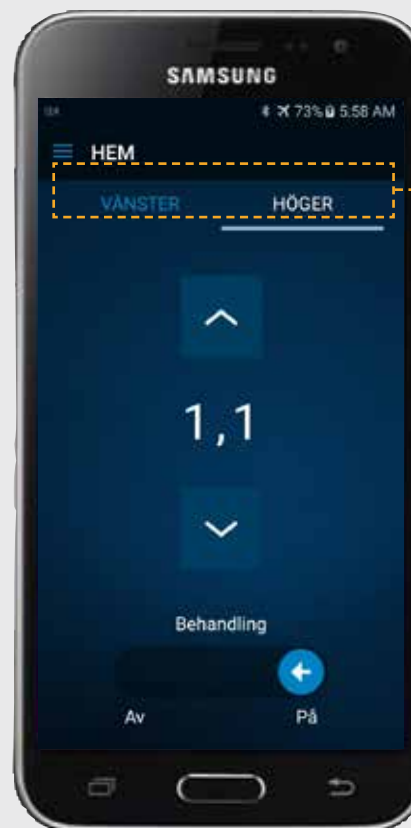 SAMSUNG
73% 5.58 AM
HEM
VÄNSTER HÖGER
1,1
Behandling
Av På